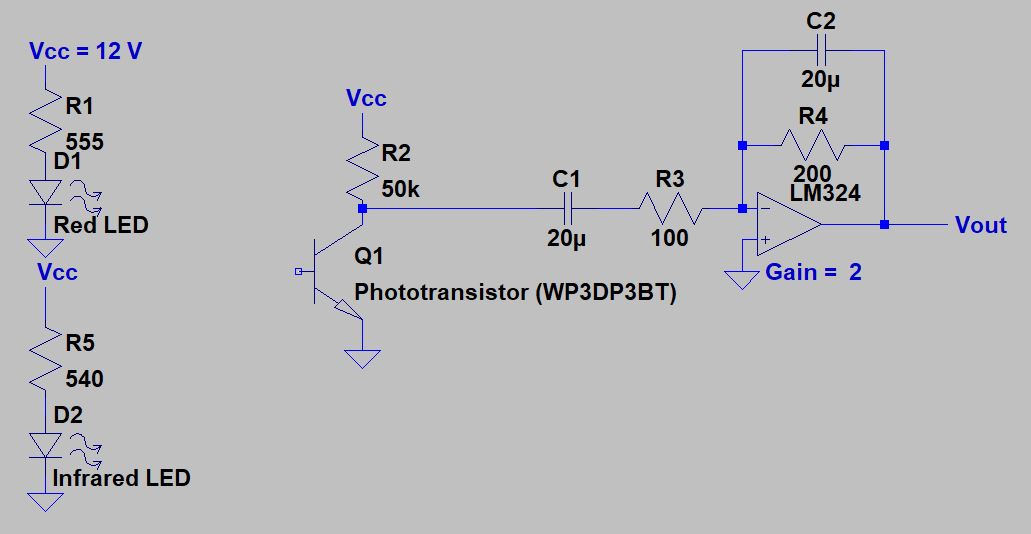 Vcc = 12 V
R1
555
D1
Red LED
Vcc
R5
540
D2
Infrared LED
Vcc
R2
50k
Q1
Phototransistor (WP3DP3BT)
C1
20µ
R3
100
C2
20µ
R4
200
LM324
Vout
Gain = 2